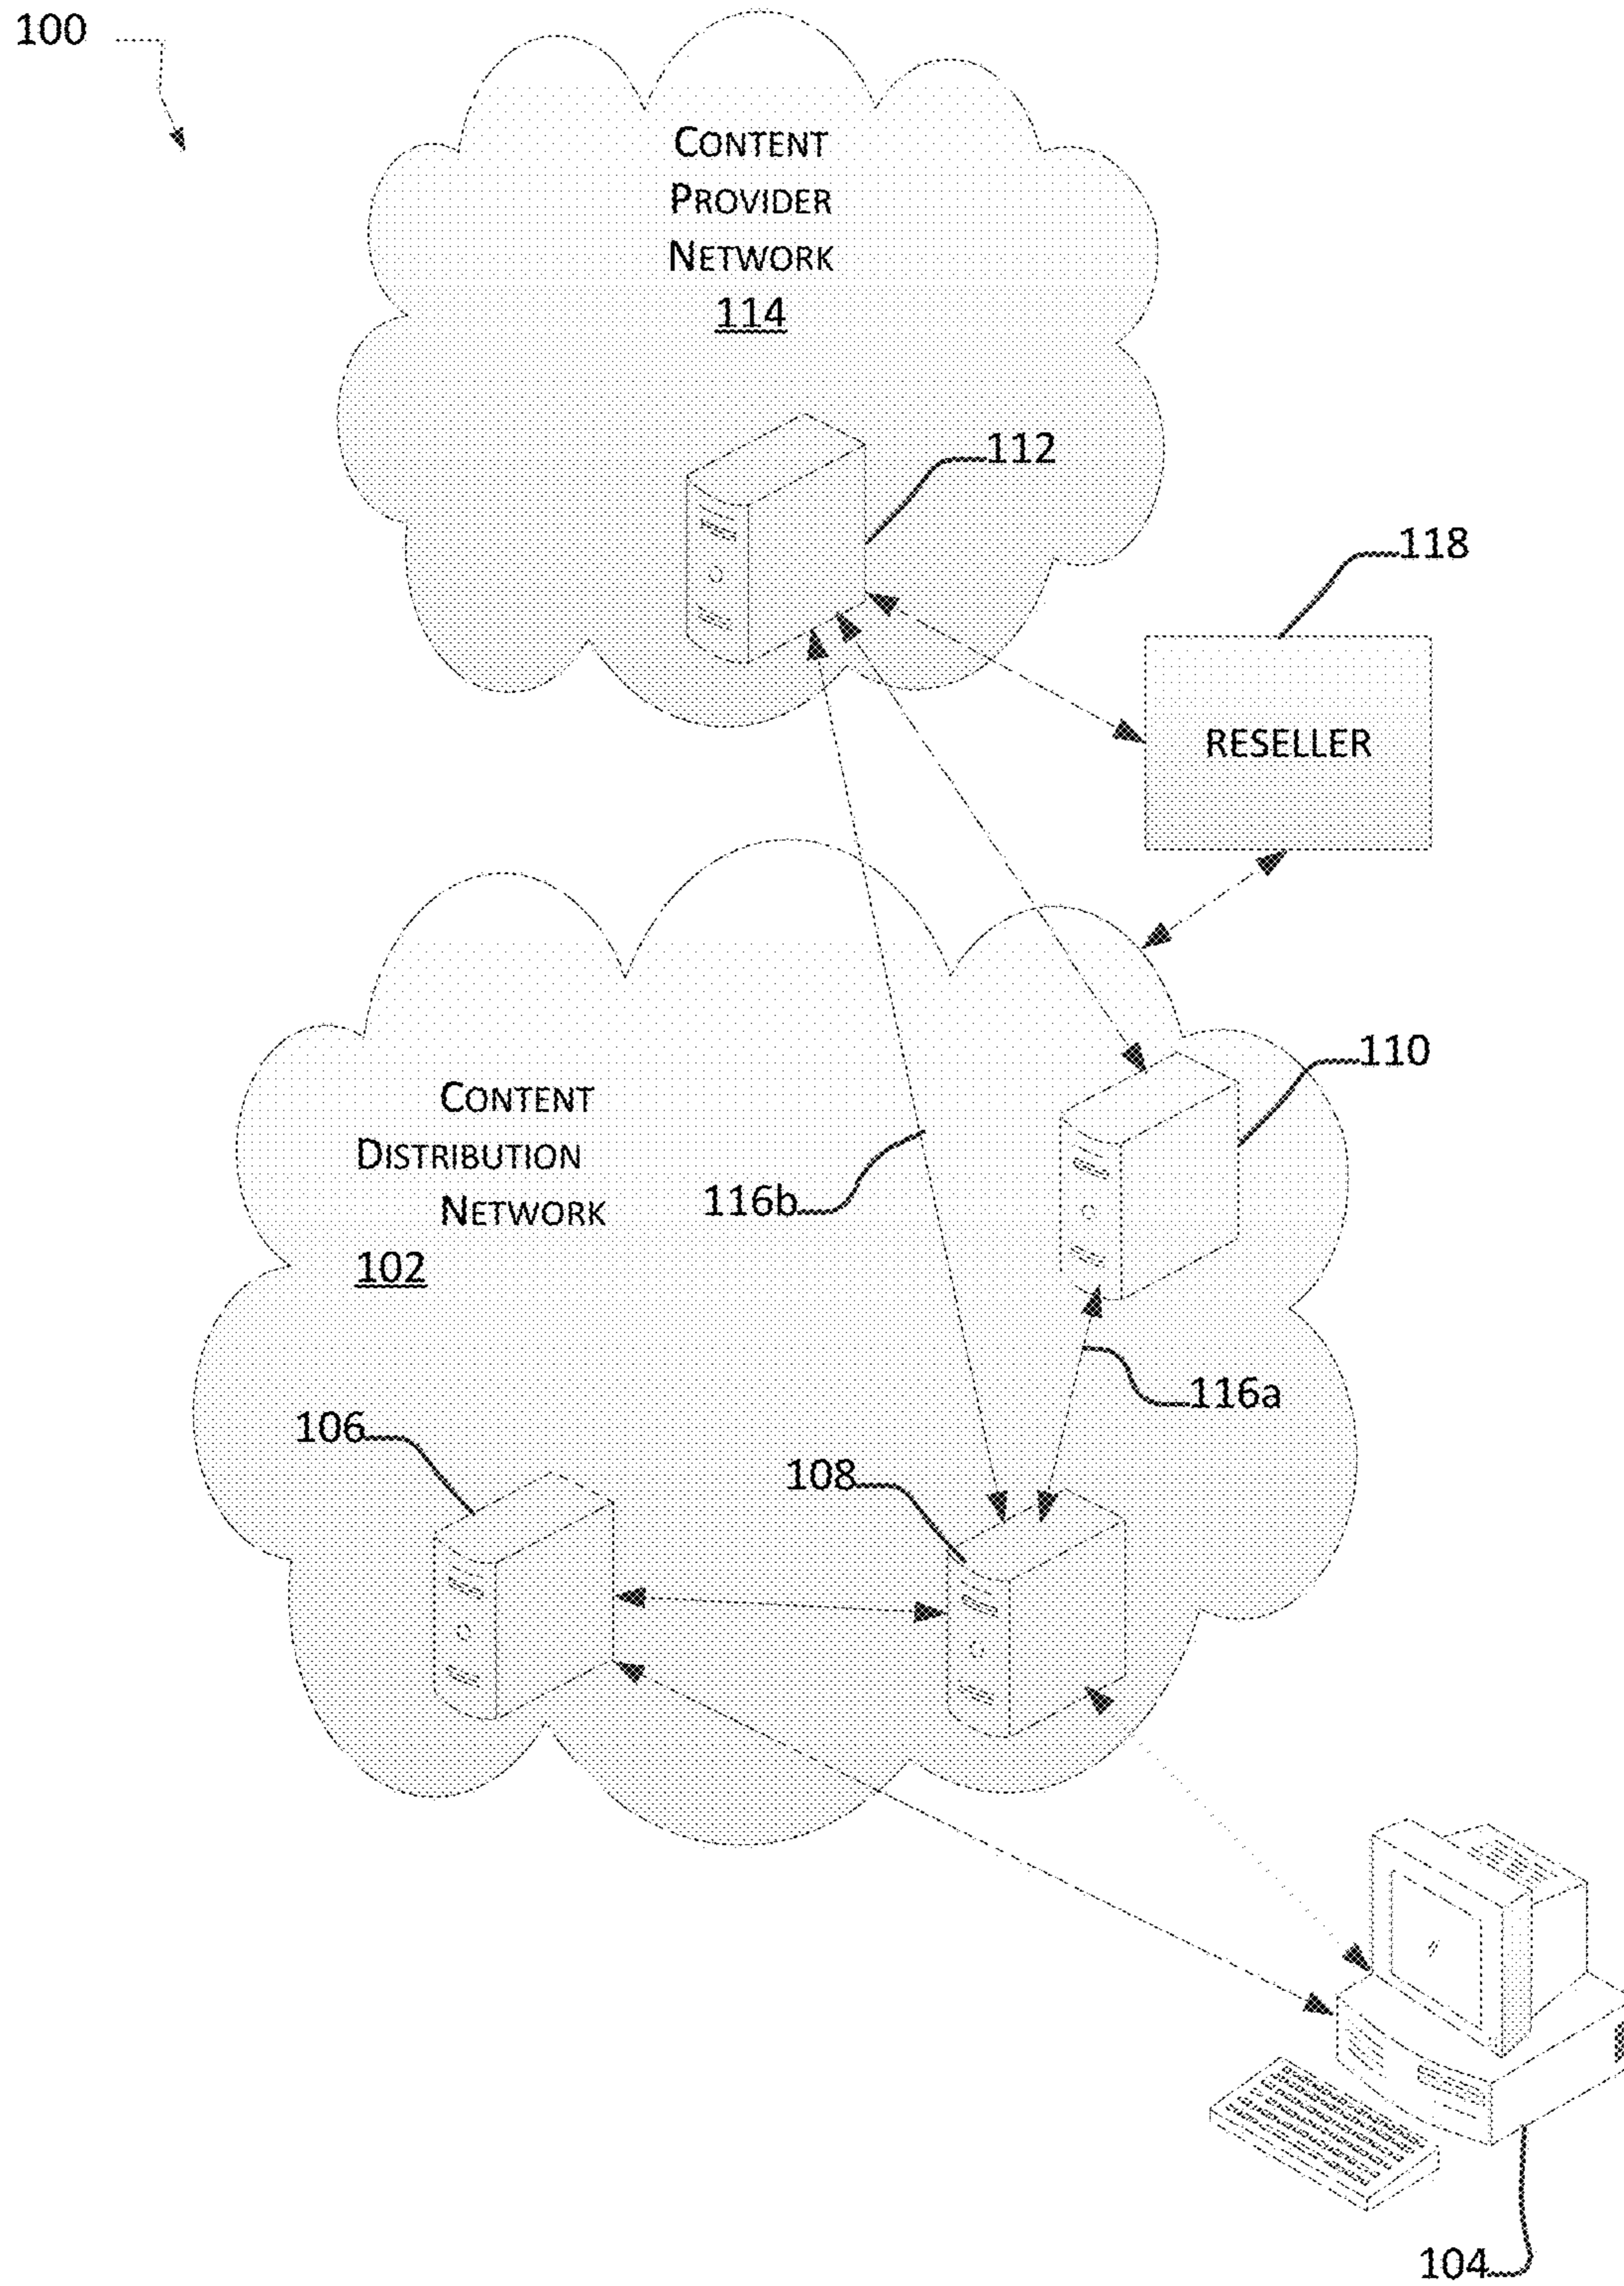 100
CONTENT
PROVIDER
NETWORK
114
112
118
RESELLER
110
CONTENT
DISTRIBUTION
NETWORK
102
116b
116a
106
108
104